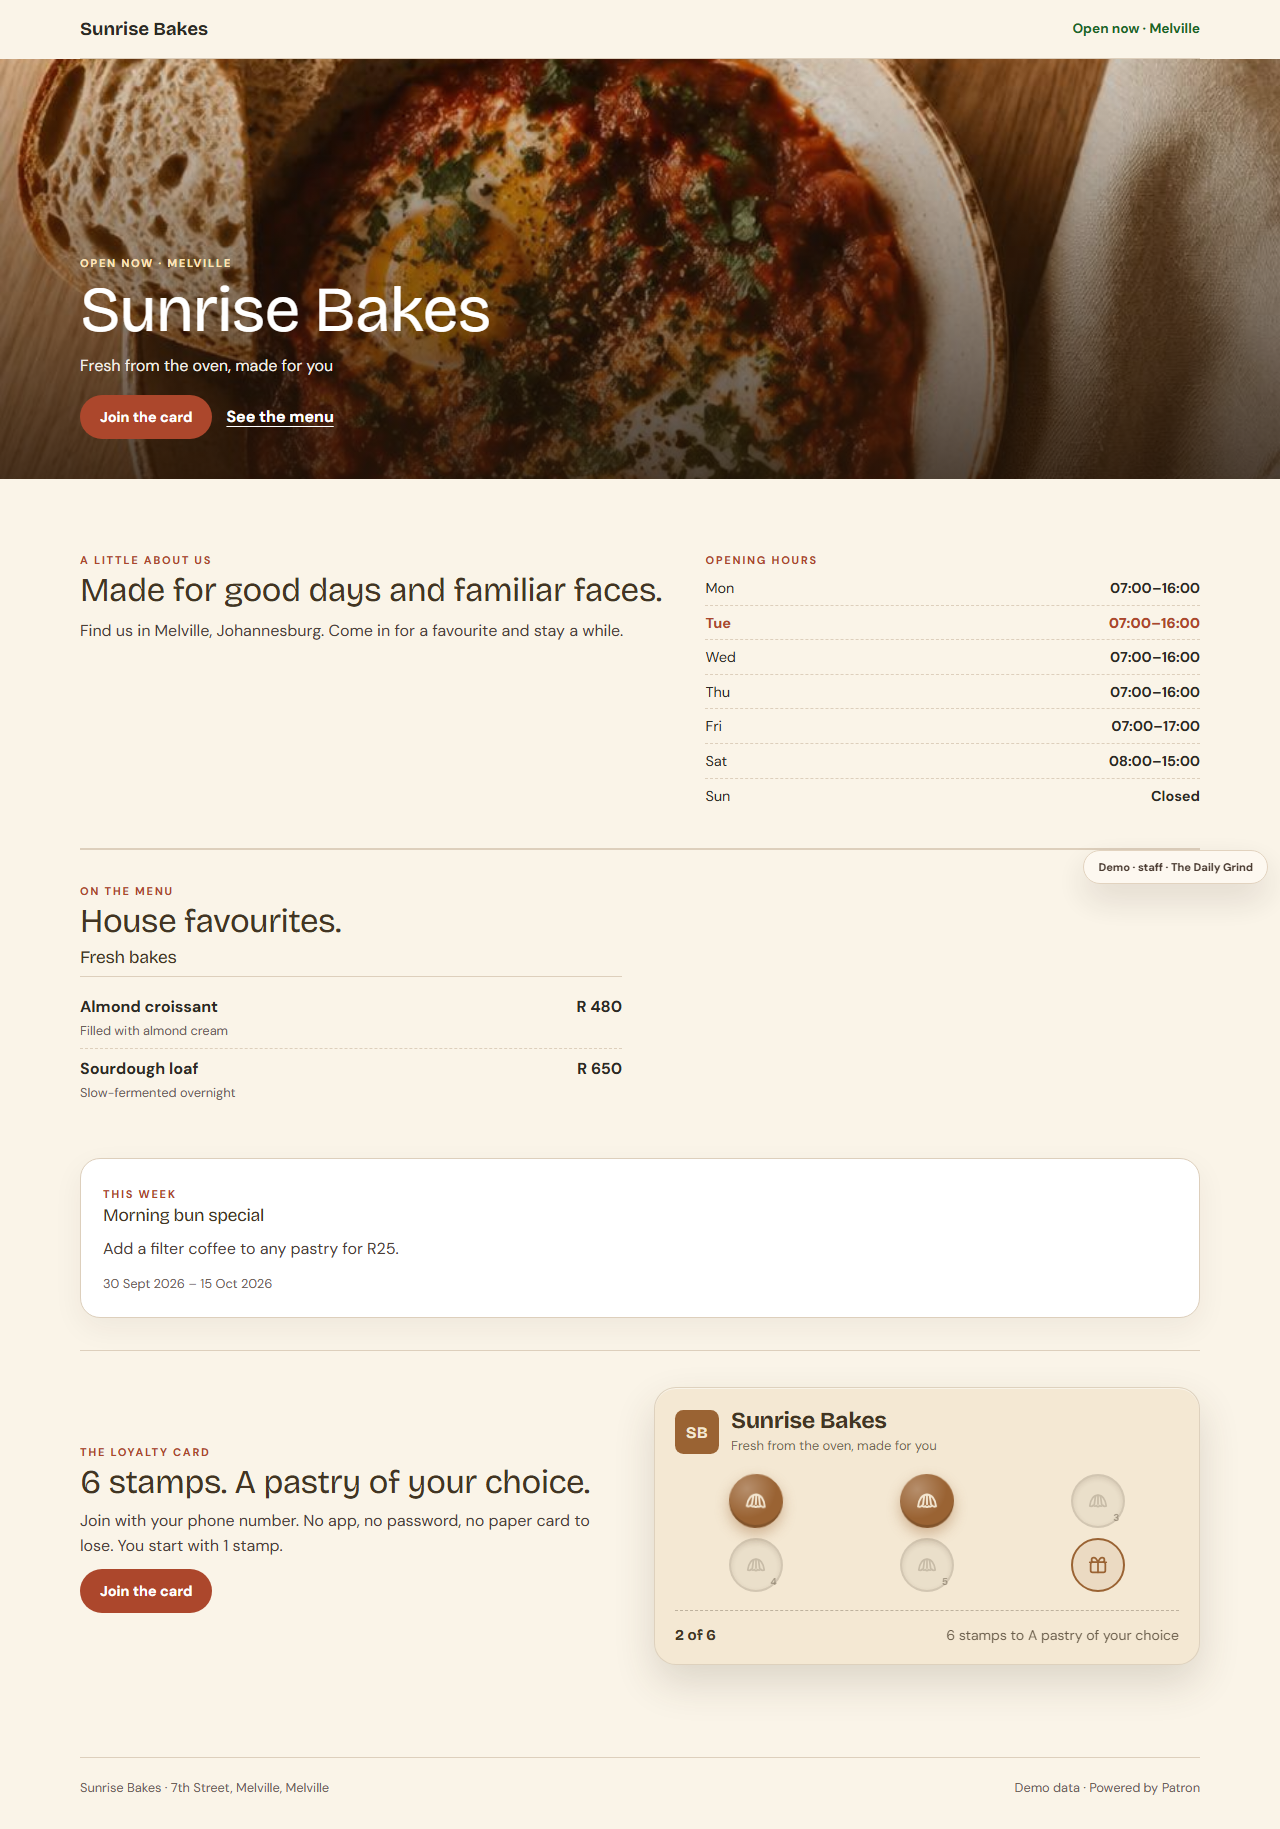 Sunrise Bakes
Open now · Melville
OPEN NOW · MELVILLE
Sunrise Bakes
Fresh from the oven, made for you
Join the card
See the menu
A LITTLE ABOUT US
Made for good days and familiar faces.
Find us in Melville, Johannesburg. Come in for a favourite and stay a while.
OPENING HOURS
Mon 07:00–16:00
Tue 07:00–16:00
Wed 07:00–16:00
Thu 07:00–16:00
Fri 07:00–17:00
Sat 08:00–15:00
Sun Closed
Demo · staff · The Daily Grind
ON THE MENU
House favourites.
Fresh bakes
Almond croissant R 480
Filled with almond cream
Sourdough loaf R 650
Slow-fermented overnight
THIS WEEK
Morning bun special
Add a filter coffee to any pastry for R25.
30 Sept 2026 – 15 Oct 2026
THE LOYALTY CARD
6 stamps. A pastry of your choice.
Join with your phone number. No app, no password, no paper card to
lose. You start with 1 stamp.
Join the card
SB
Sunrise Bakes
Fresh from the oven, made for you
3
4
5
2 of 6
6 stamps to A pastry of your choice
Sunrise Bakes · 7th Street, Melville, Melville
Demo data · Powered by Patron